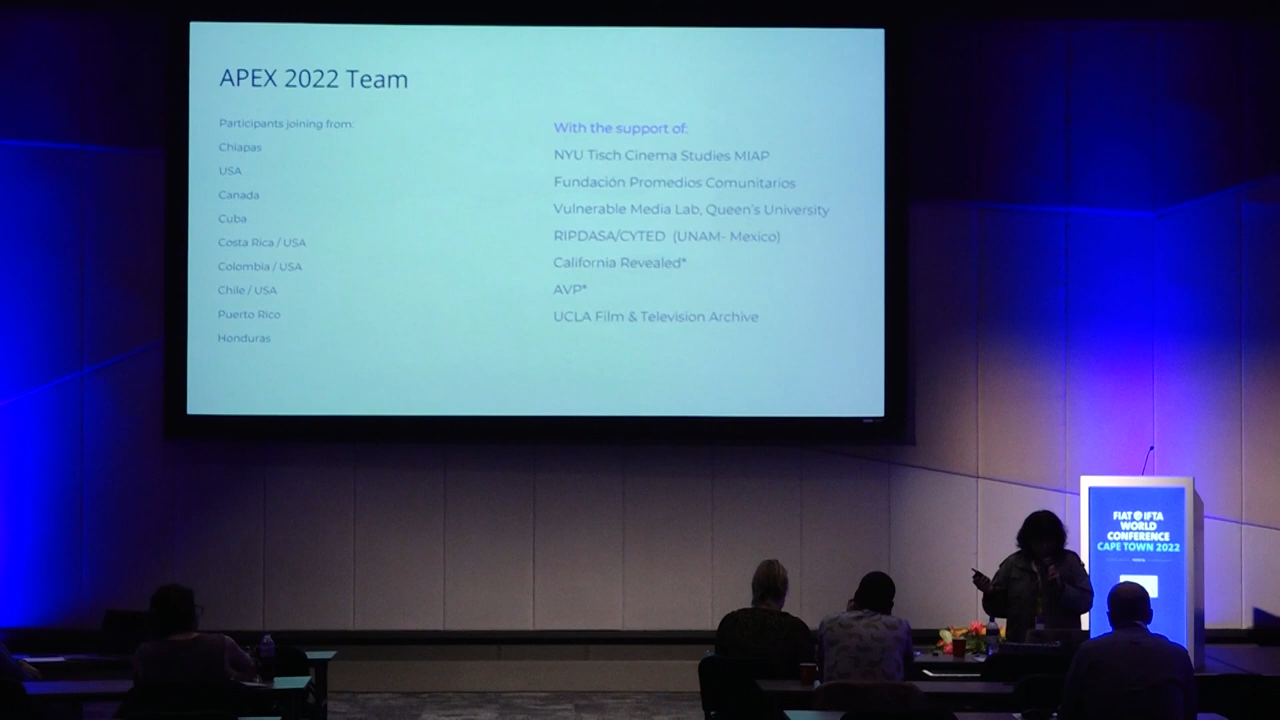 APEX 2022 Team
Participants joining from:
Chiapas
USA
Canada
Cuba
Costa Rica / USA
Colombia / USA
Chile / USA
Puerto Rico
Honduras
With the support of:
NYU Tisch Cinema Studies MIAP
Fundación Promedios Comunitarios
Vulnerable Media Lab, Queen's University
RIPDASA/CYTED (UNAM- Mexico)
California Revealed*
AVP*
UCLA Film & Television Archive
FIAT IFTA
WORLD
CONFERENCE
CAPE TOWN 2022